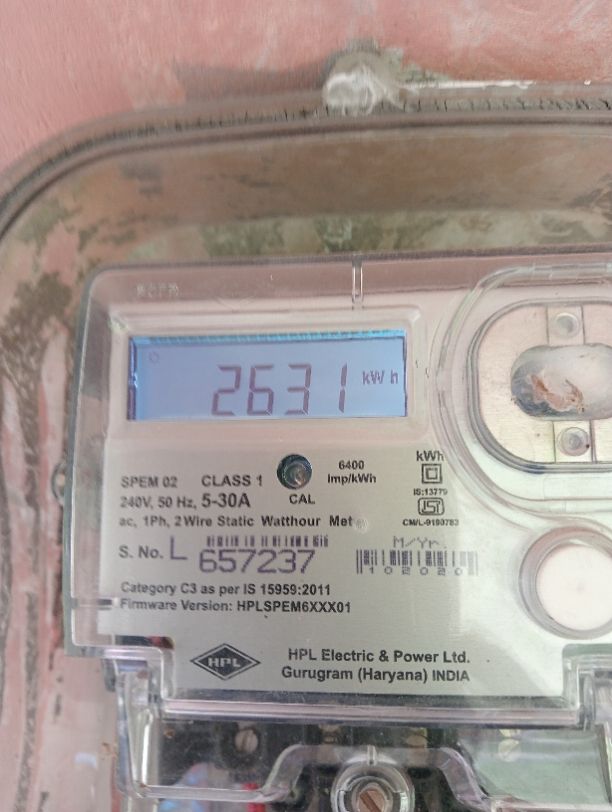 2631 kWh
6400
imp/kWh
kWh
SPEM 02 CLASS 1
IS:13779
240V, 50 Hz, 5-30A
CAL
ac, 1Ph, 2 Wire Static Watthour Met
S. No. L 657237
M/Yr.
102020
Category C3 as per IS 15959:2011
Firmware Version: HPLSPEM6XXX01
HPL
HPL Electric & Power Ltd.
Gurugram (Haryana) INDIA